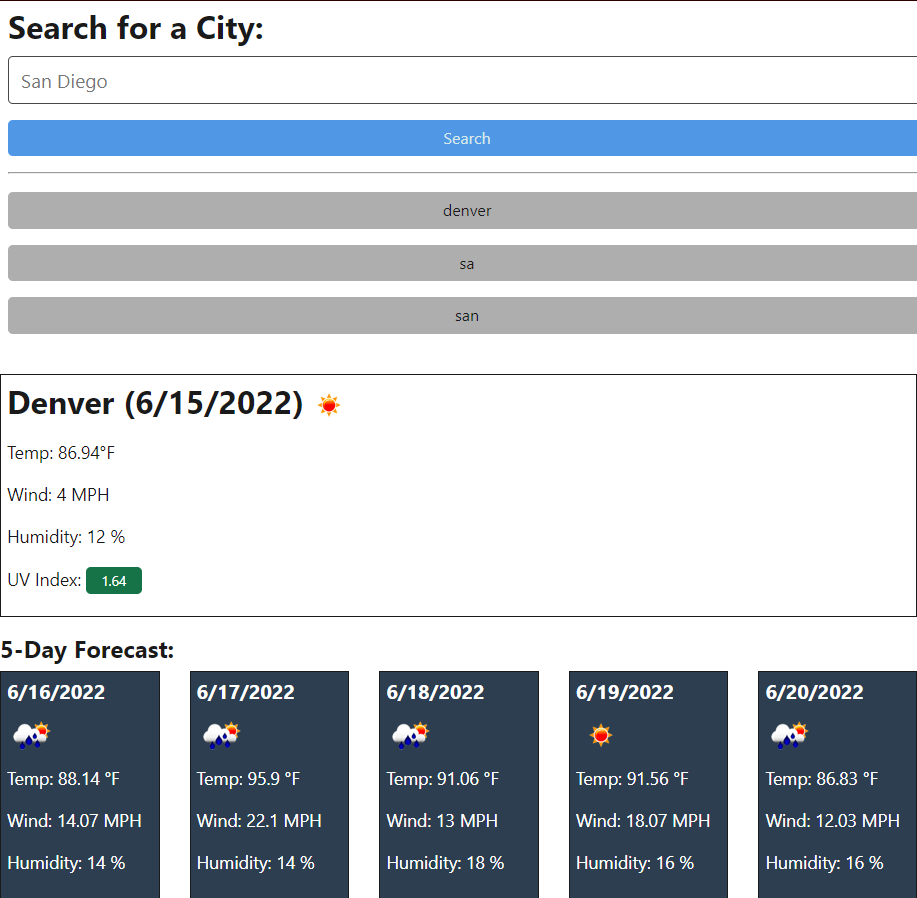 Search for a City:
San Diego
Search
denver
sa
san
Denver (6/15/2022)
Temp: 86.94°F
Wind: 4 MPH
Humidity: 12 %
UV Index: 1.64
5-Day Forecast:
6/16/2022
Temp: 88.14 °F
Wind: 14.07 MPH
Humidity: 14 %
6/17/2022
Temp: 95.9 °F
Wind: 22.1 MPH
Humidity: 14 %
6/18/2022
Temp: 91.06 °F
Wind: 13 MPH
Humidity: 18 %
6/19/2022
Temp: 91.56 °F
Wind: 18.07 MPH
Humidity: 16 %
6/20/2022
Temp: 86.83 °F
Wind: 12.03 MPH
Humidity: 16 %